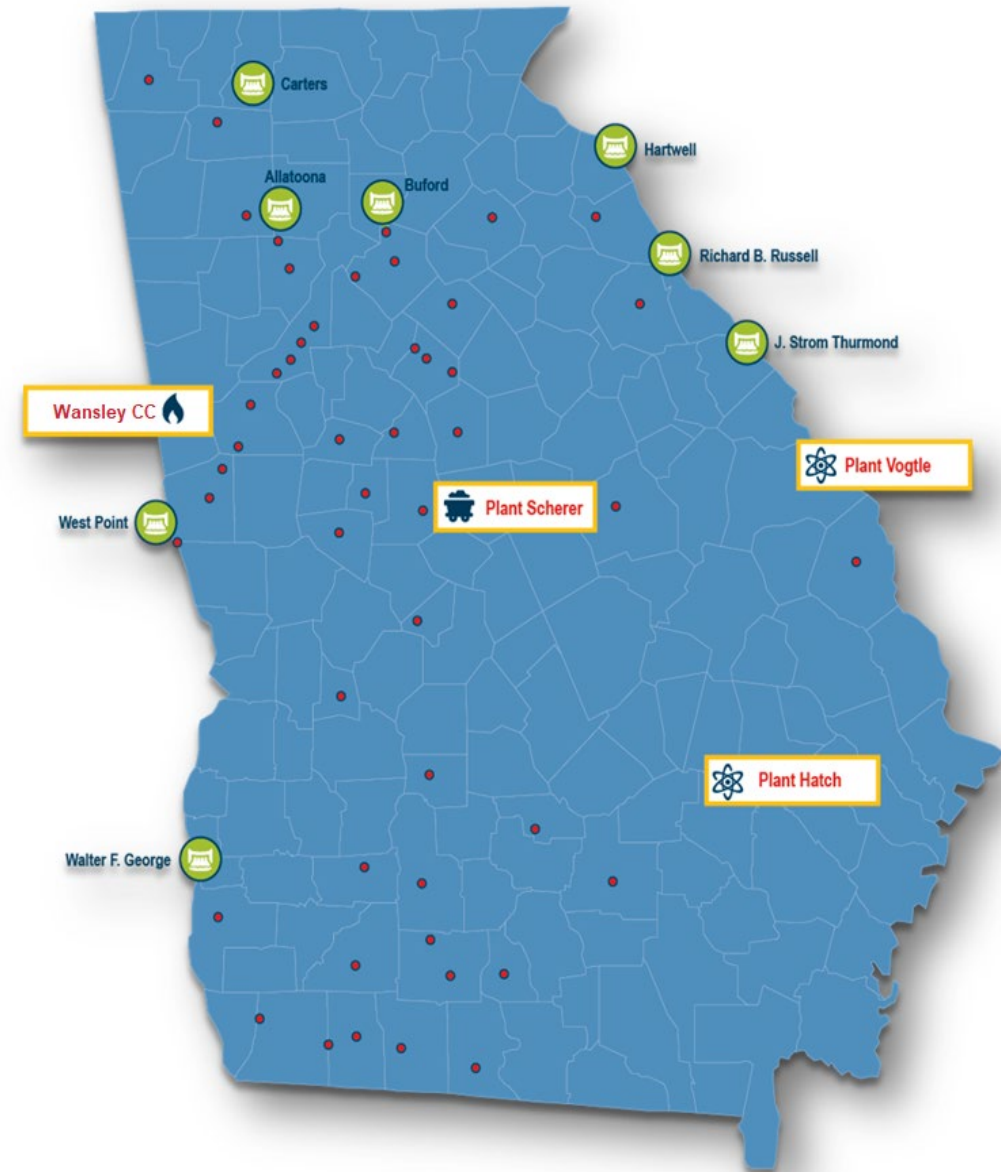 Carters
Hartwell
Allatoona
Buford
Richard B. Russell
J. Strom Thurmond
Wansley CC
Plant Vogtle
Plant Scherer
West Point
Plant Hatch
Walter F. George